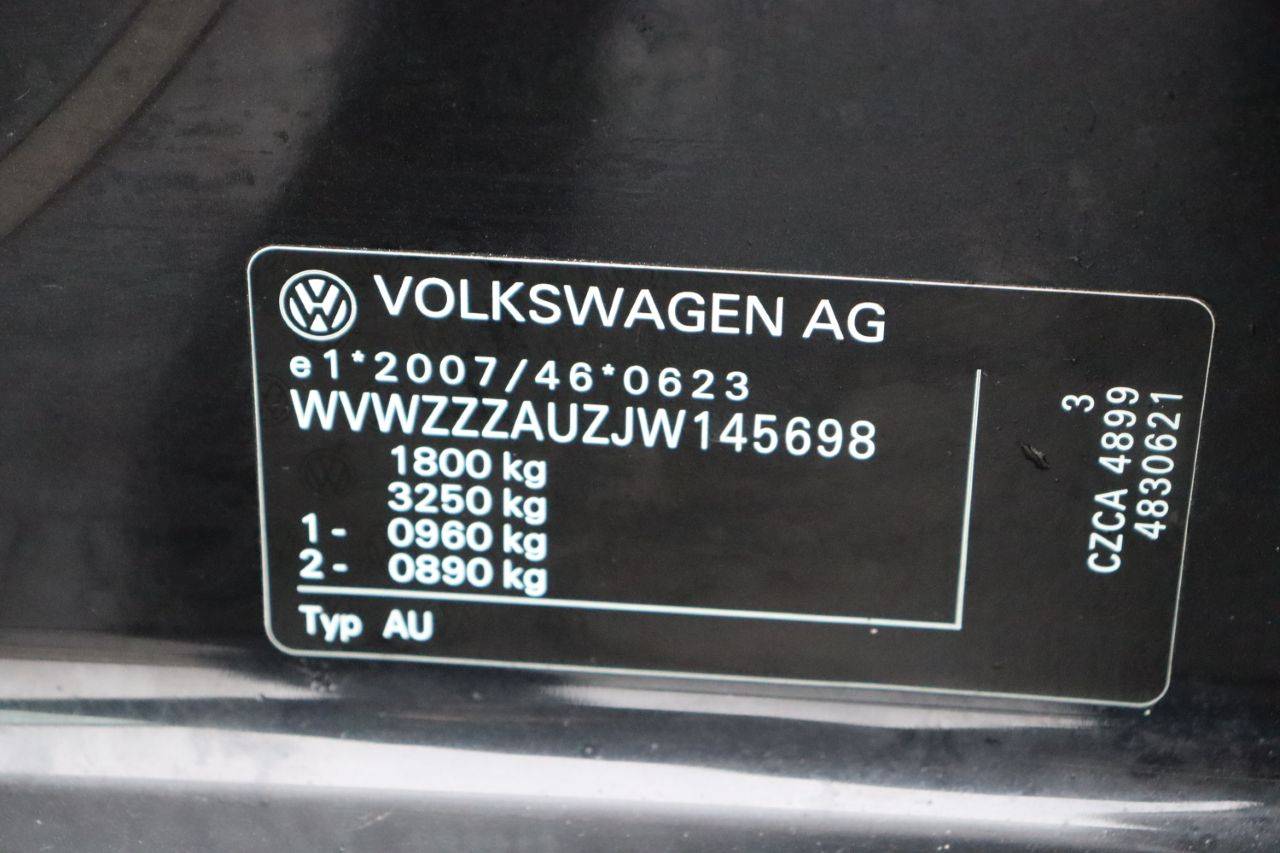 VOLKSWAGEN AG
e1*2007/46*0623
WVWZZZAUZJW145698
1800 kg
3250 kg
1- 0960 kg
2- 0890 kg
Typ AU
3
CZCA 4899
4830621